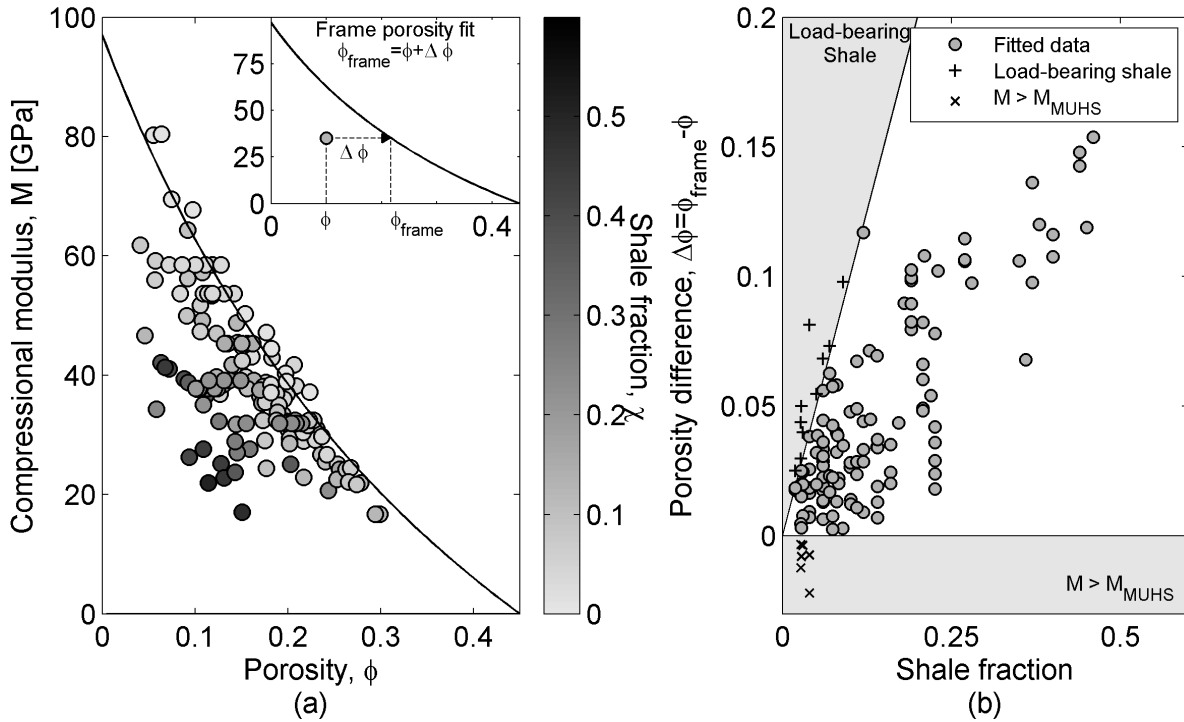 100
80
60
40
20
0
0
0.1
0.2
0.3
0.4
Compressional modulus, M [GPa]
Porosity, ϕ
(a)
Frame porosity fit
ϕframe=ϕ+Δ ϕ
75
50
25
0
0
0.4
Δ ϕ
ϕ
ϕframe
0.5
0.4
0.3
0.2
0.1
0
Shale fraction, χ
0.2
0.15
0.1
0.05
0
0
0.25
0.5
Porosity difference, Δϕ=ϕframe-ϕ
Load-bearing
Shale
Fitted data
Load-bearing shale
M > MMUHS
M > MMUHS
Shale fraction
(b)